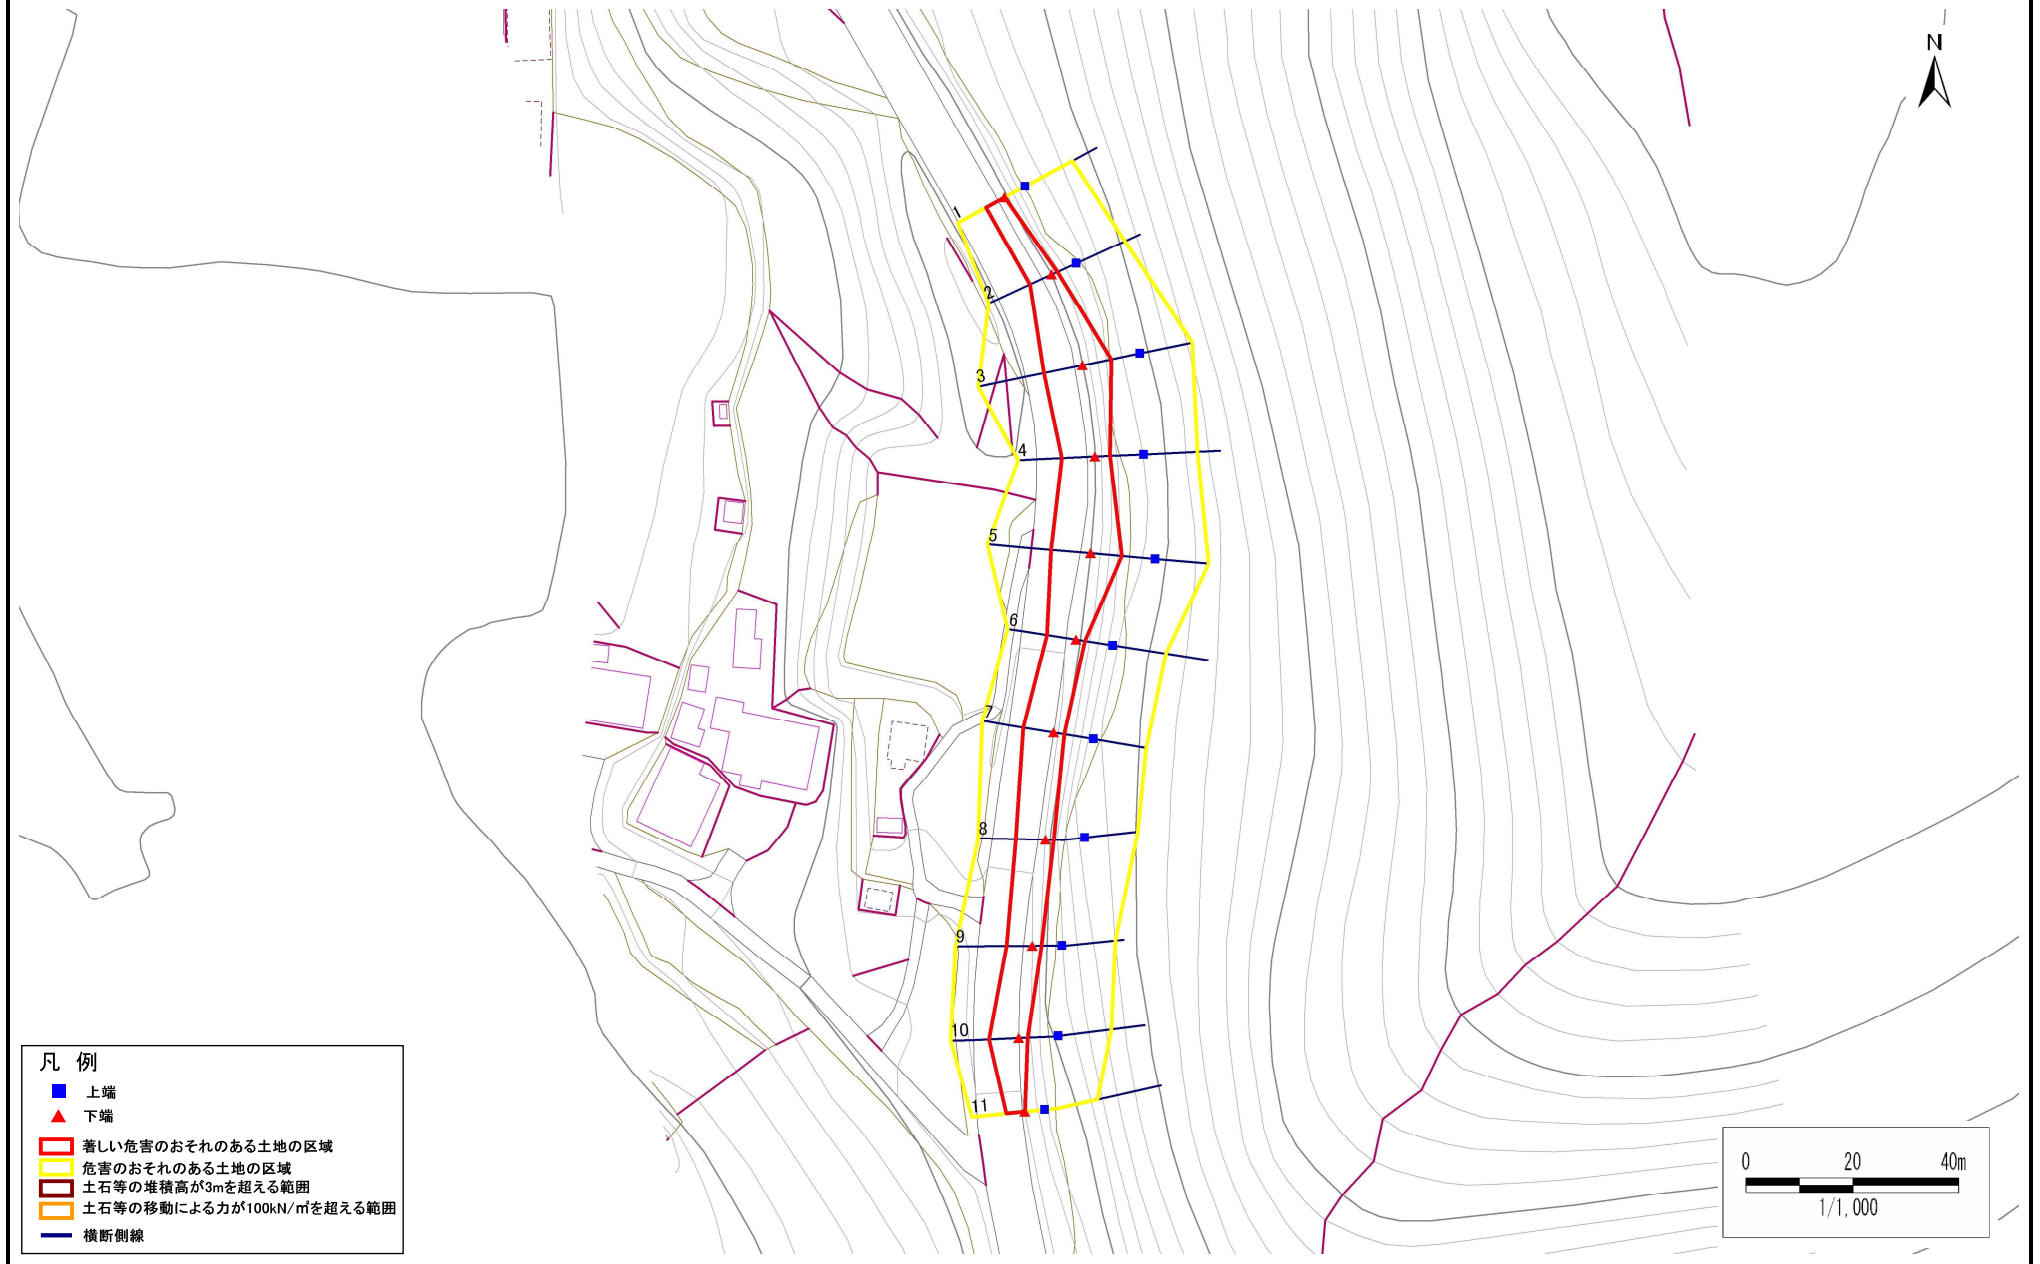 N
1
2
3
4
5
6
7
8
9
10
11
凡 例
上端
下端
著しい危害のおそれのある土地の区域
危害のおそれのある土地の区域
土石等の堆積高が3mを超える範囲
土石等の移動による力が100kN/㎡を超える範囲
横断側線
0 20 40m
1/1,000